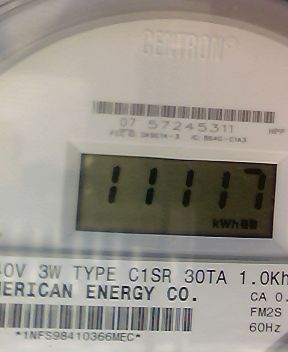 CENTRON®
07 57245311
11117
kWh
40V 3W TYPE C1SR 30TA 1.0Kh
MERICAN ENERGY CO.
CA 0.
FM2S
60Hz
*1NFS98410366MEC*